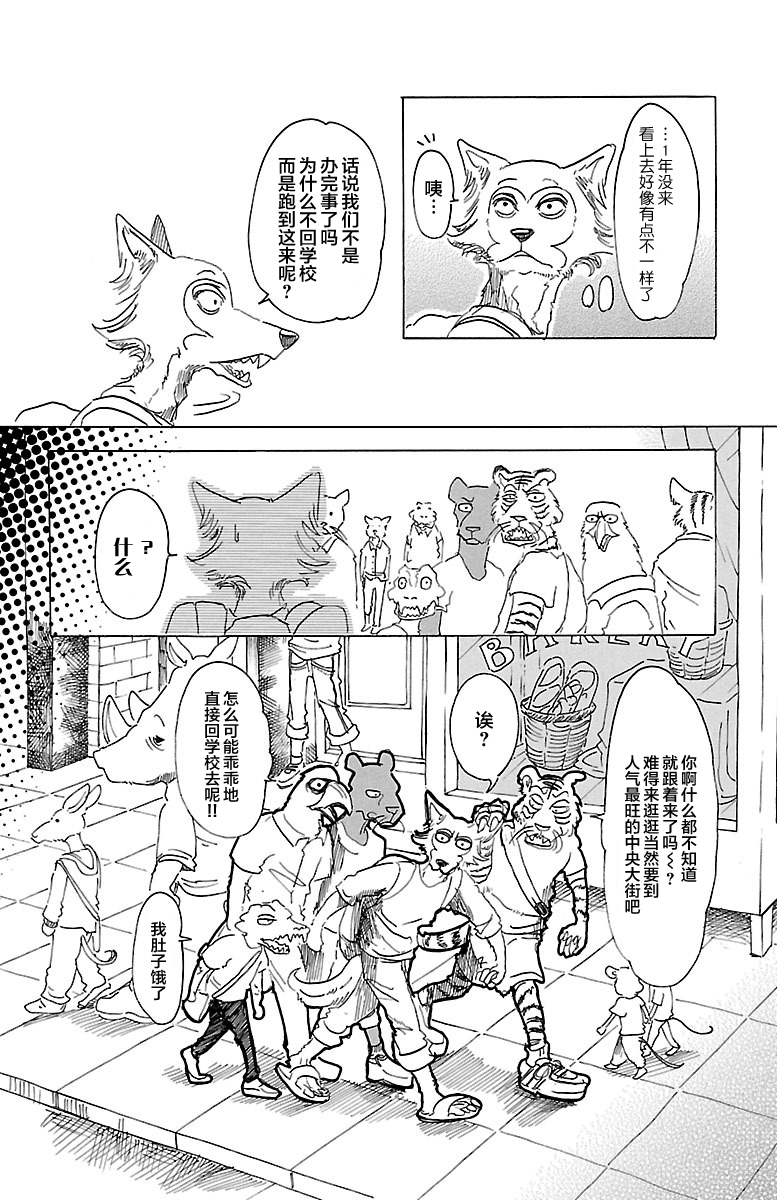 …1年没来
看上去好像有点不一样了
咦…
话说我们不是
办完事了吗
为什么不回学校
而是跑到这来呢？
什么
？
你啊什么都不知道
就跟着来了吗～？
难得来逛逛当然要到
人气最旺的中央大街吧
诶？
怎么可能乖乖地
直接回学校去呢!!
我肚子饿了
B